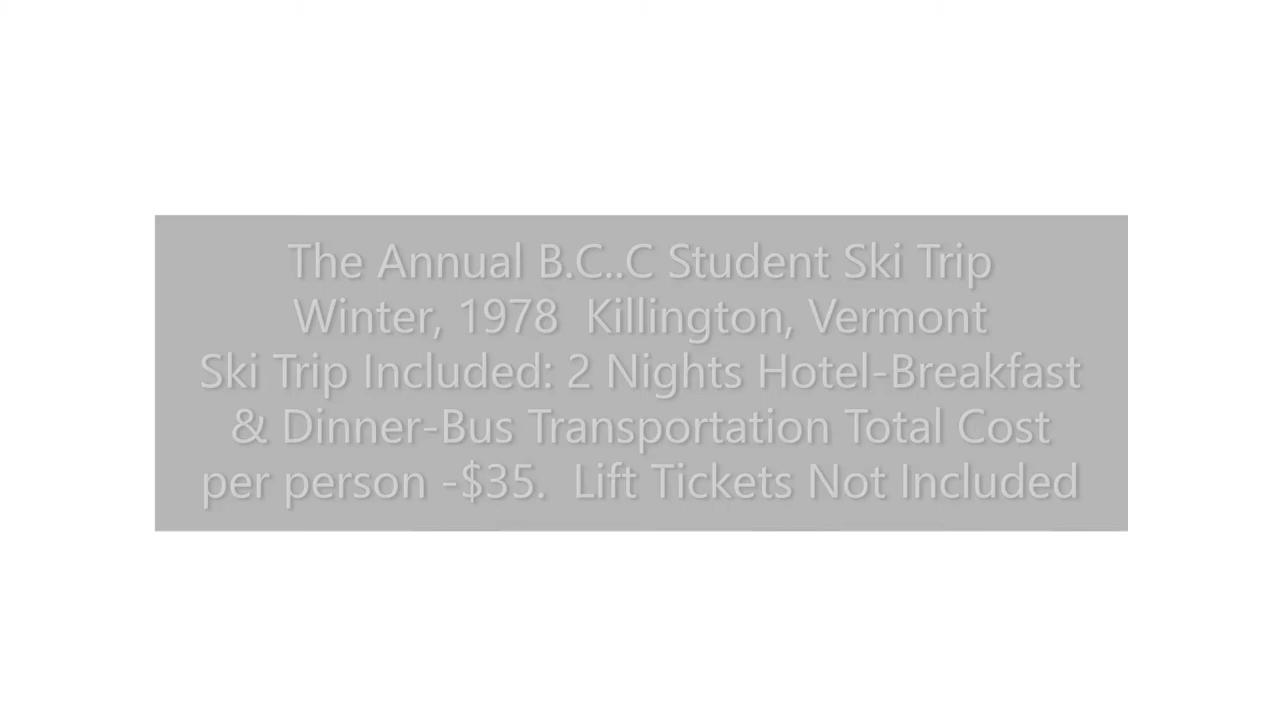 The Annual B.C..C Student Ski Trip
Winter, 1978  Killington, Vermont
Ski Trip Included: 2 Nights Hotel-Breakfast
& Dinner-Bus Transportation Total Cost
per person -$35.  Lift Tickets Not Included